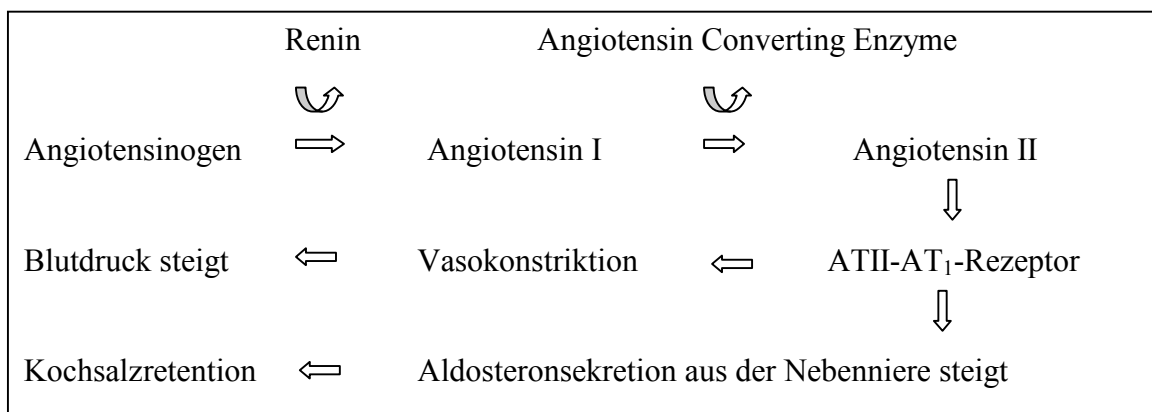 Renin Angiotensin Converting Enzyme
Angiotensinogen Angiotensin I Angiotensin II
Blutdruck steigt Vasokonstriktion ATII-AT₁-Rezeptor
Kochsalzretention Aldosteronsekretion aus der Nebenniere steigt